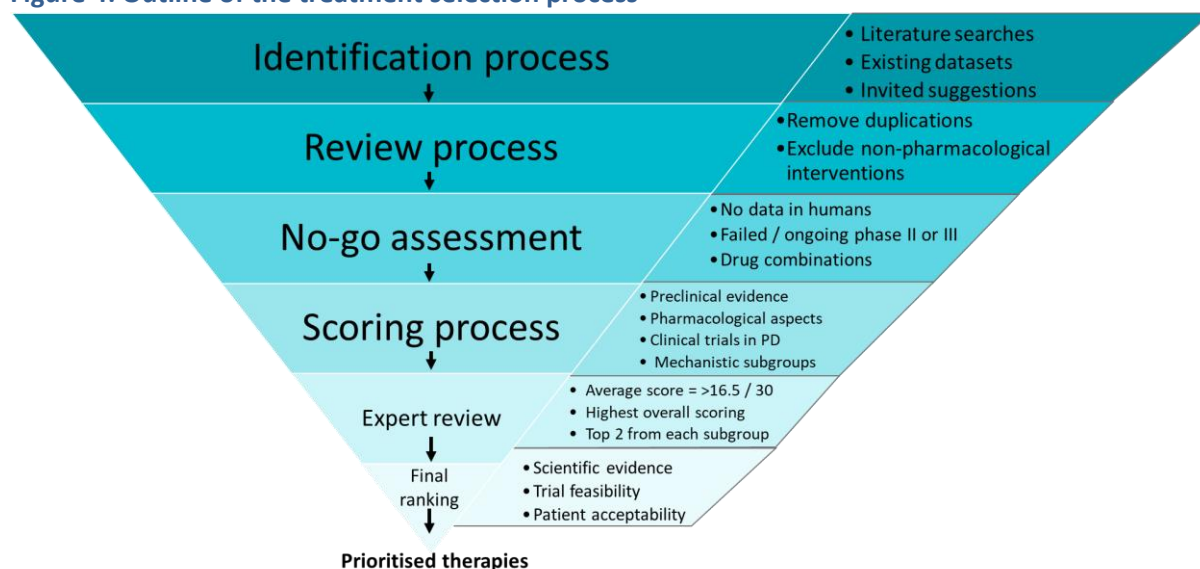 Figure Outline of the treatment selection process
Identification process
• Literature searches
• Existing datasets
• Invited suggestions
Review process
•Remove duplications
•Exclude non-pharmacological
interventions
No-go assessment
•No data in humans
•Failed / ongoing phase II or III
•Drug combinations
Scoring process
• Preclinical evidence
• Pharmacological aspects
• Clinical trials in PD
• Mechanistic subgroups
Expert review
• Average score = >16.5 / 30
• Highest overall scoring
• Top 2 from each subgroup
Final
ranking
•Scientific evidence
•Trial feasibility
•Patient acceptability
Prioritised therapies